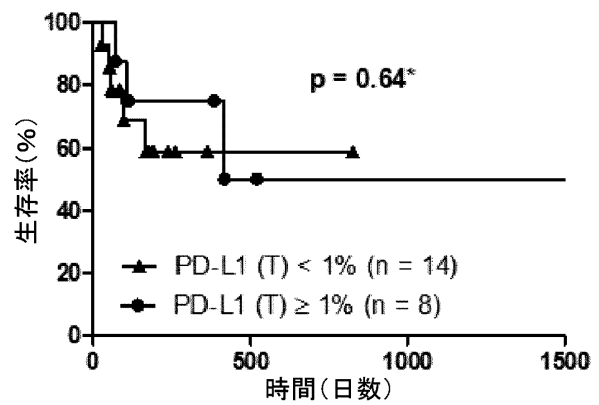 100
80
60
40
20
0
生存率(%)
p = 0.64*
PD-L1 (T) < 1% (n = 14)
PD-L1 (T) ≥ 1% (n = 8)
0 500 1000 1500
時間(日数)